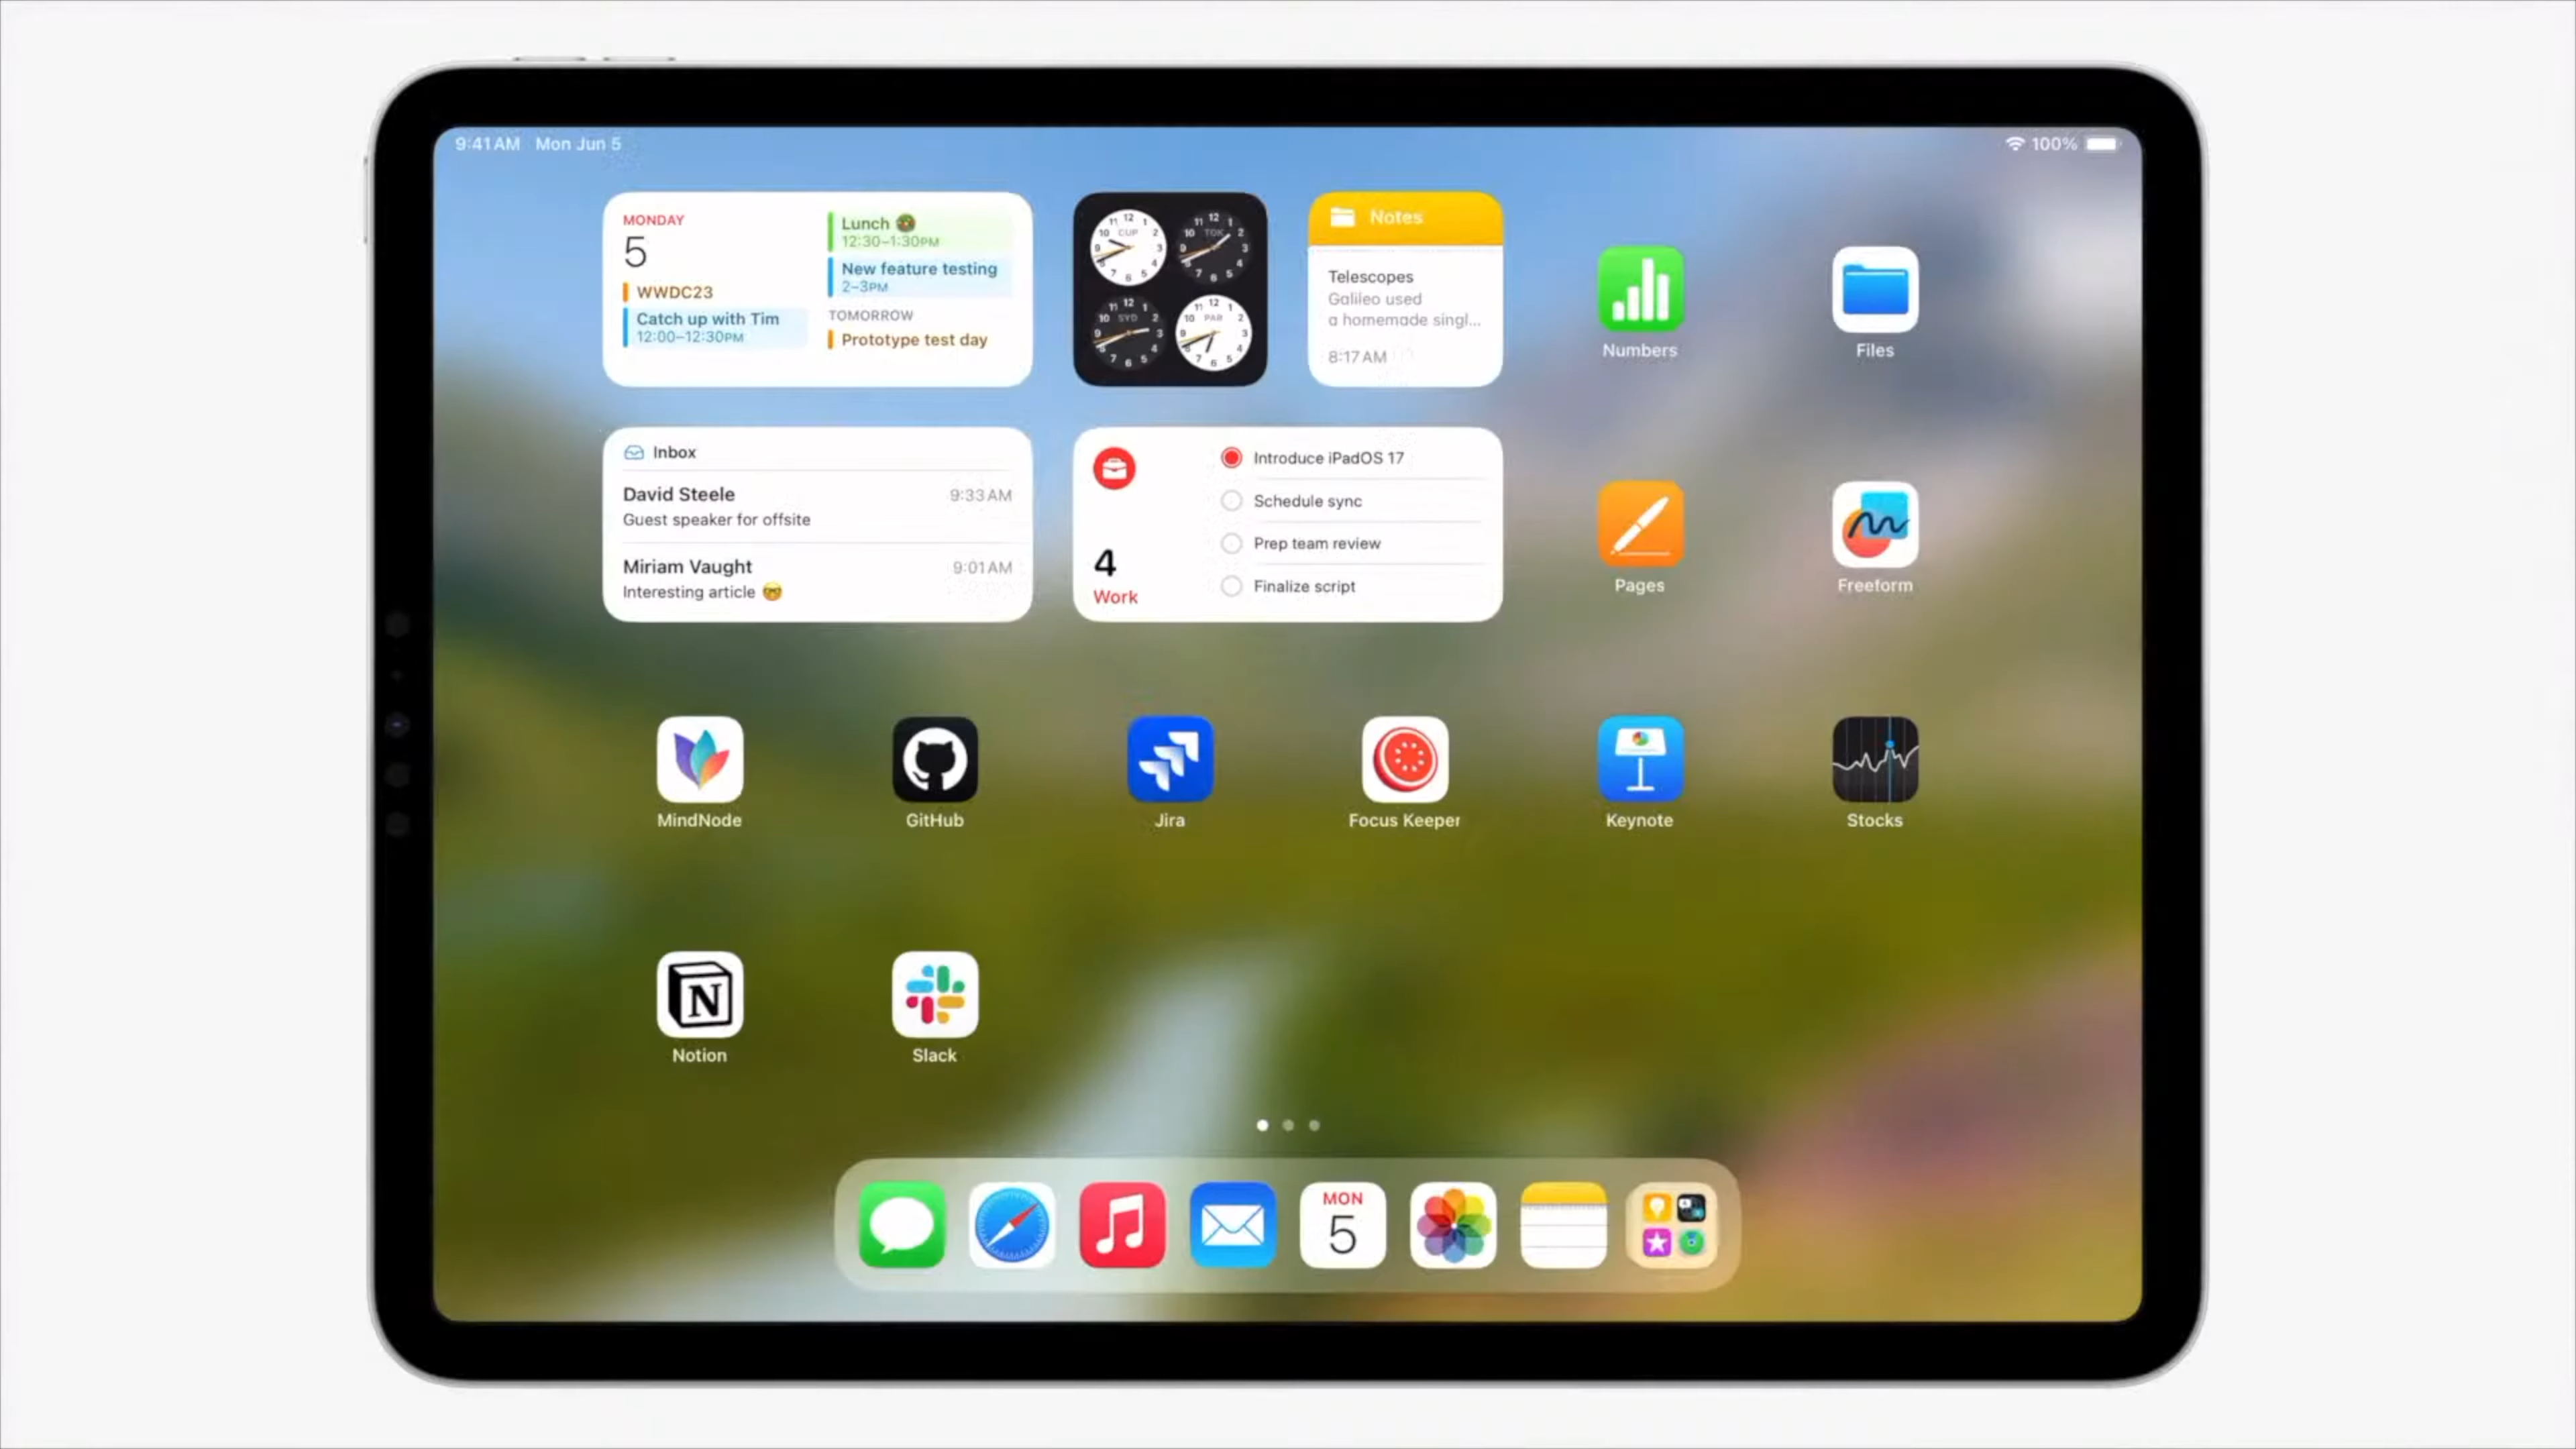 9:41 AM Mon Jun 5
100%
MONDAY
5
WWDC23
Catch up with Tim
12:00–12:30PM
Lunch 🍩
12:30–1:30PM
New feature testing
2–3PM
TOMORROW
Prototype test day
CUP
TOK
SYD
PAR
Notes
Telescopes
Galileo used
a homemade singl...
8:17 AM
Numbers
Files
Inbox
David Steele 9:33 AM
Guest speaker for offsite
Miriam Vaught 9:01 AM
Interesting article 🤓
4
Work
Introduce iPadOS 17
Schedule sync
Prep team review
Finalize script
Pages
Freeform
MindNode
GitHub
Jira
Focus Keeper
Keynote
Stocks
N
Notion
Slack
MON
5